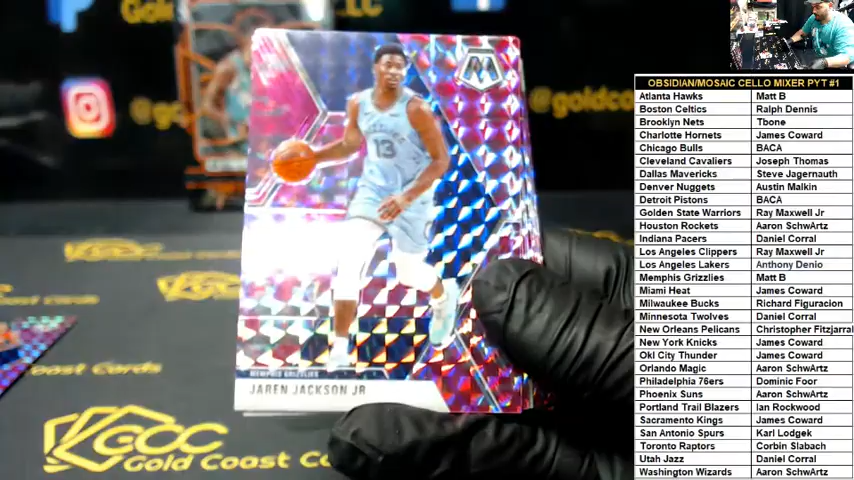 Go
LLC
@goldco
13
M
MEMPHIS GRIZZLIES
JAREN JACKSON JR
oast Cards
GCC
Gold Coast C
OBSIDIAN/MOSAIC CELLO MIXER PYT #1
Atlanta Hawks Matt B
Boston Celtics Ralph Dennis
Brooklyn Nets Tbone
Charlotte Hornets James Coward
Chicago Bulls BACA
Cleveland Cavaliers Joseph Thomas
Dallas Mavericks Steve Jagernauth
Denver Nuggets Austin Malkin
Detroit Pistons BACA
Golden State Warriors Ray Maxwell Jr
Houston Rockets Aaron SchwArtz
Indiana Pacers Daniel Corral
Los Angeles Clippers Ray Maxwell Jr
Los Angeles Lakers Anthony Denio
Memphis Grizzlies Matt B
Miami Heat James Coward
Milwaukee Bucks Richard Figuracion
Minnesota Twolves Daniel Corral
New Orleans Pelicans Christopher Fitzjarral
New York Knicks James Coward
Okl City Thunder James Coward
Orlando Magic Aaron SchwArtz
Philadelphia 76ers Dominic Foor
Phoenix Suns Aaron SchwArtz
Portland Trail Blazers Ian Rockwood
Sacramento Kings James Coward
San Antonio Spurs Karl Lodgek
Toronto Raptors Corbin Slabach
Utah Jazz Daniel Corral
Washington Wizards Aaron SchwArtz